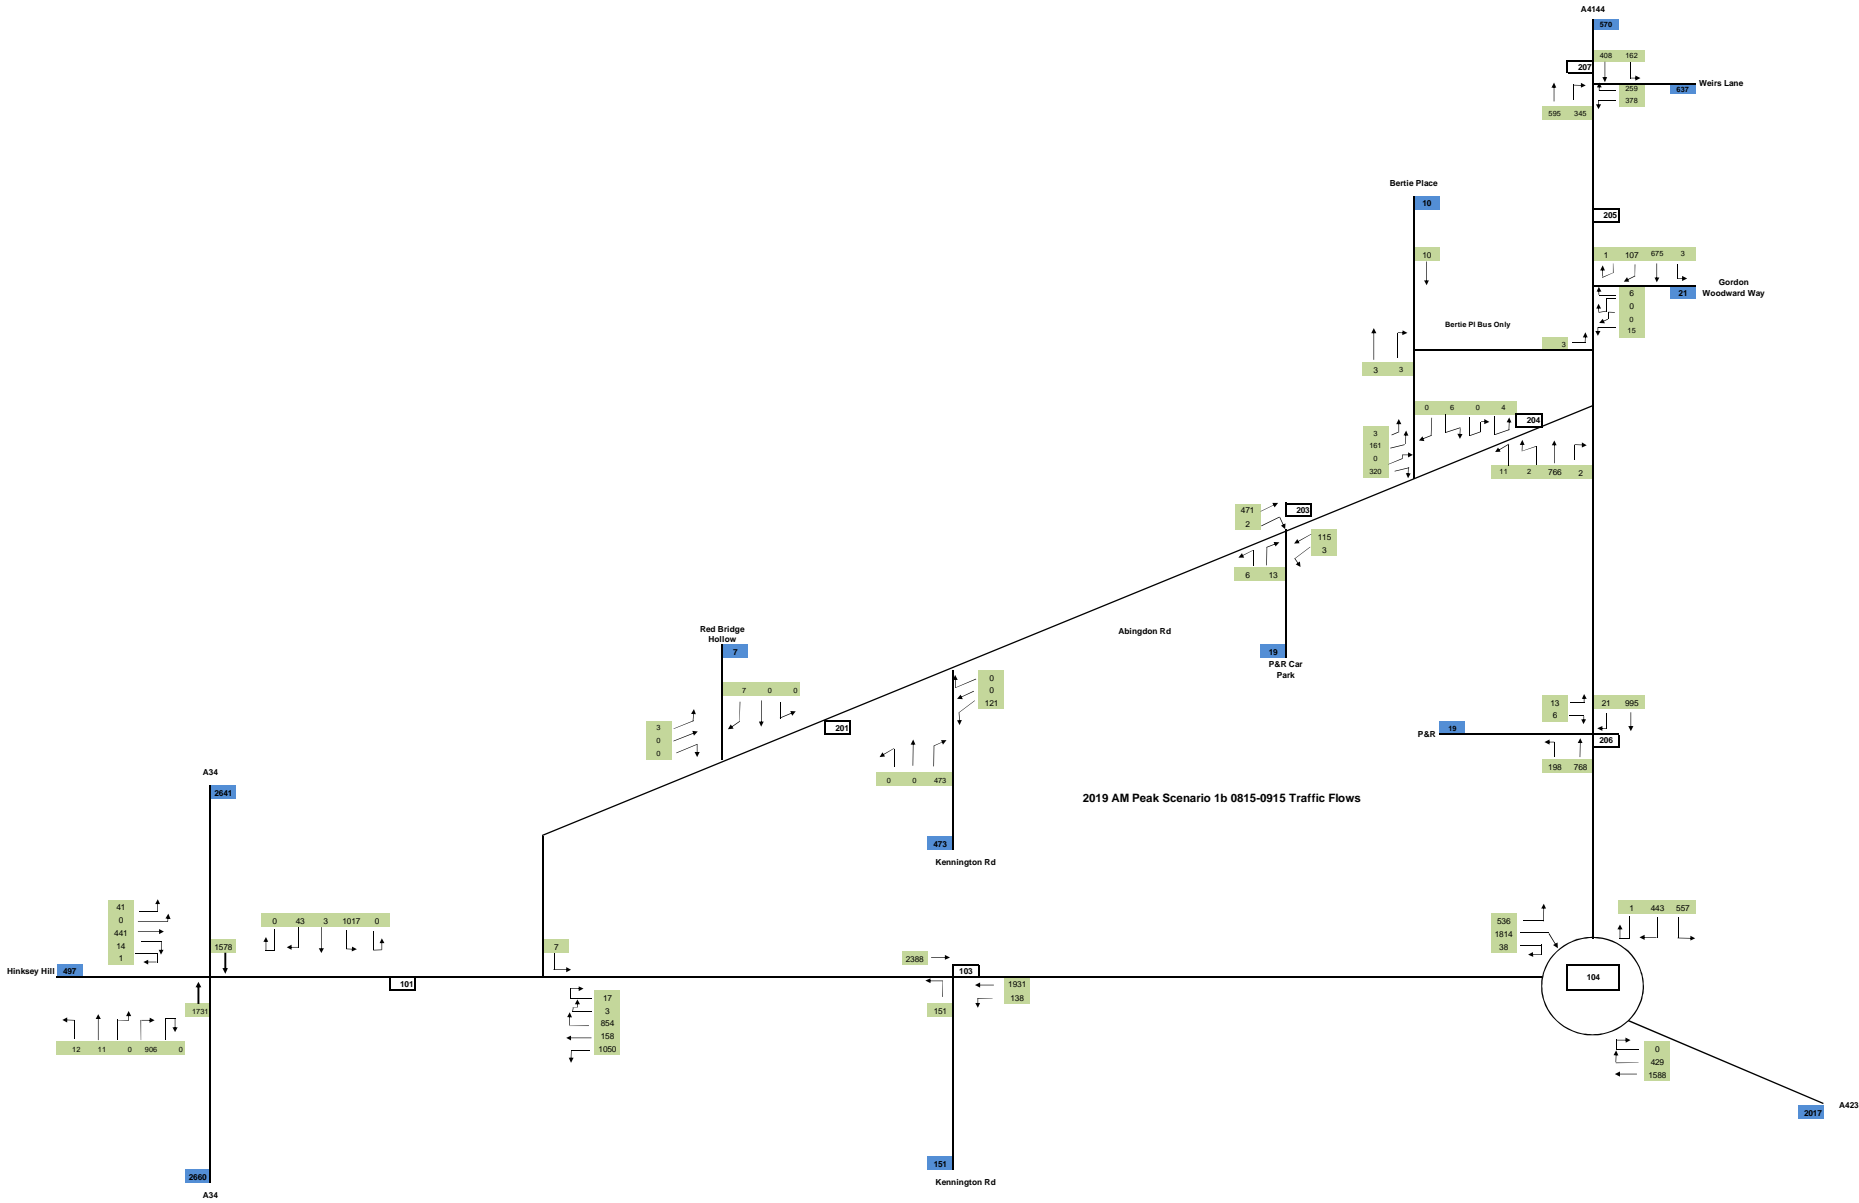 A4144
570
408 162
207
Weirs Lane
259
637
378
595 345
Bertie Place
10
205
10
1 107 675 3
Gordon
Woodward Way
6
21
0
0
15
Bertie Pl Bus Only
3
3 3
0 6 0 4
204
3
161
0
320
11 2 766 2
471
203
2
115
3
6 13
Abingdon Rd
Red Bridge
Hollow
7
19
P&R Car
Park
0
0
121
7 0 0
3
0
0
201
13
6
21 995
P&R
19
206
198 768
0 0 473
A34
2641
2019 AM Peak Scenario 1b 0815-0915 Traffic Flows
473
Kennington Rd
41
0
441
14
1
0 43 3 1017 0
1578
7
536
1814
38
1 443 557
2388
Hinksey Hill
497
103
104
101
1931
138
17
3
854
158
1050
1731
151
12 11 0 906 0
0
429
1588
A423
2017
2660
A34
151
Kennington Rd